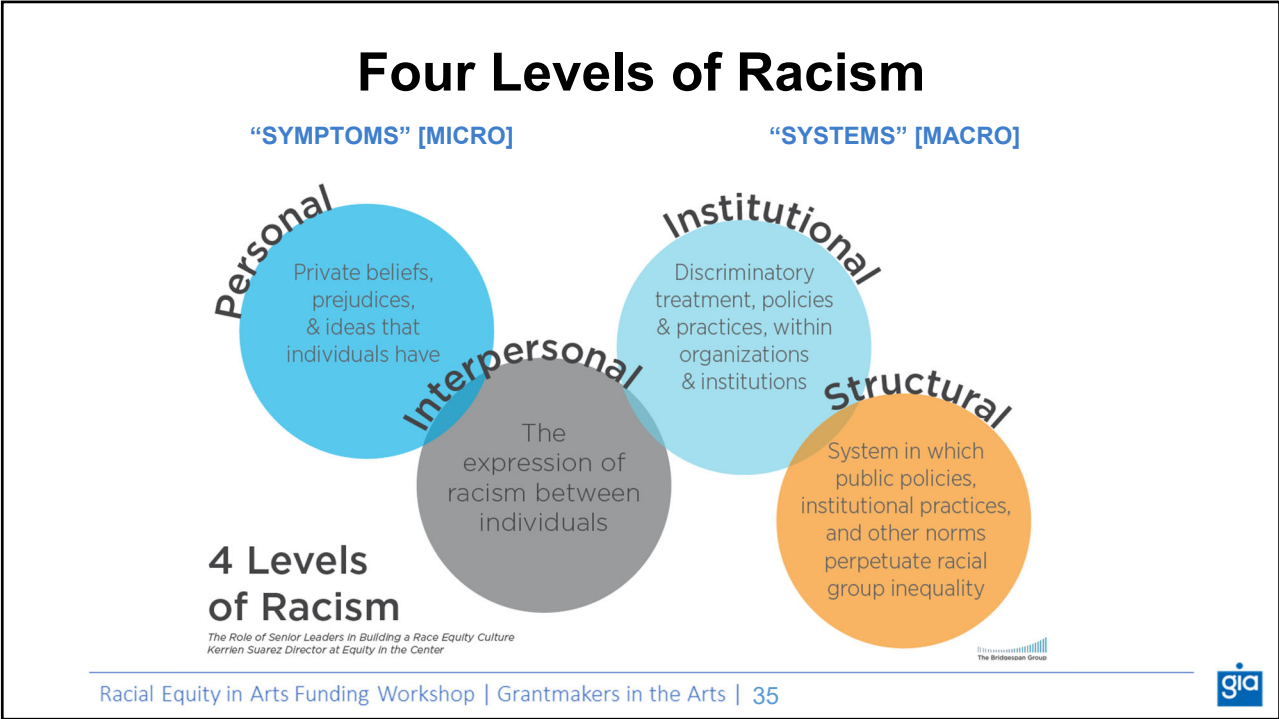 Four Levels of Racism
“SYMPTOMS” [MICRO]
“SYSTEMS” [MACRO]
Personal
Private beliefs,
prejudices,
& ideas that
individuals have
Interpersonal
The
expression of
racism between
individuals
Institutional
Discriminatory
treatment, policies
& practices, within
organizations
& institutions
Structural
System in which
public policies,
institutional practices,
and other norms
perpetuate racial
group inequality
4 Levels
of Racism
The Role of Senior Leaders in Building a Race Equity Culture
Kerrien Suarez Director at Equity in the Center
The Bridgespan Group
Racial Equity in Arts Funding Workshop | Grantmakers in the Arts | 35
gia